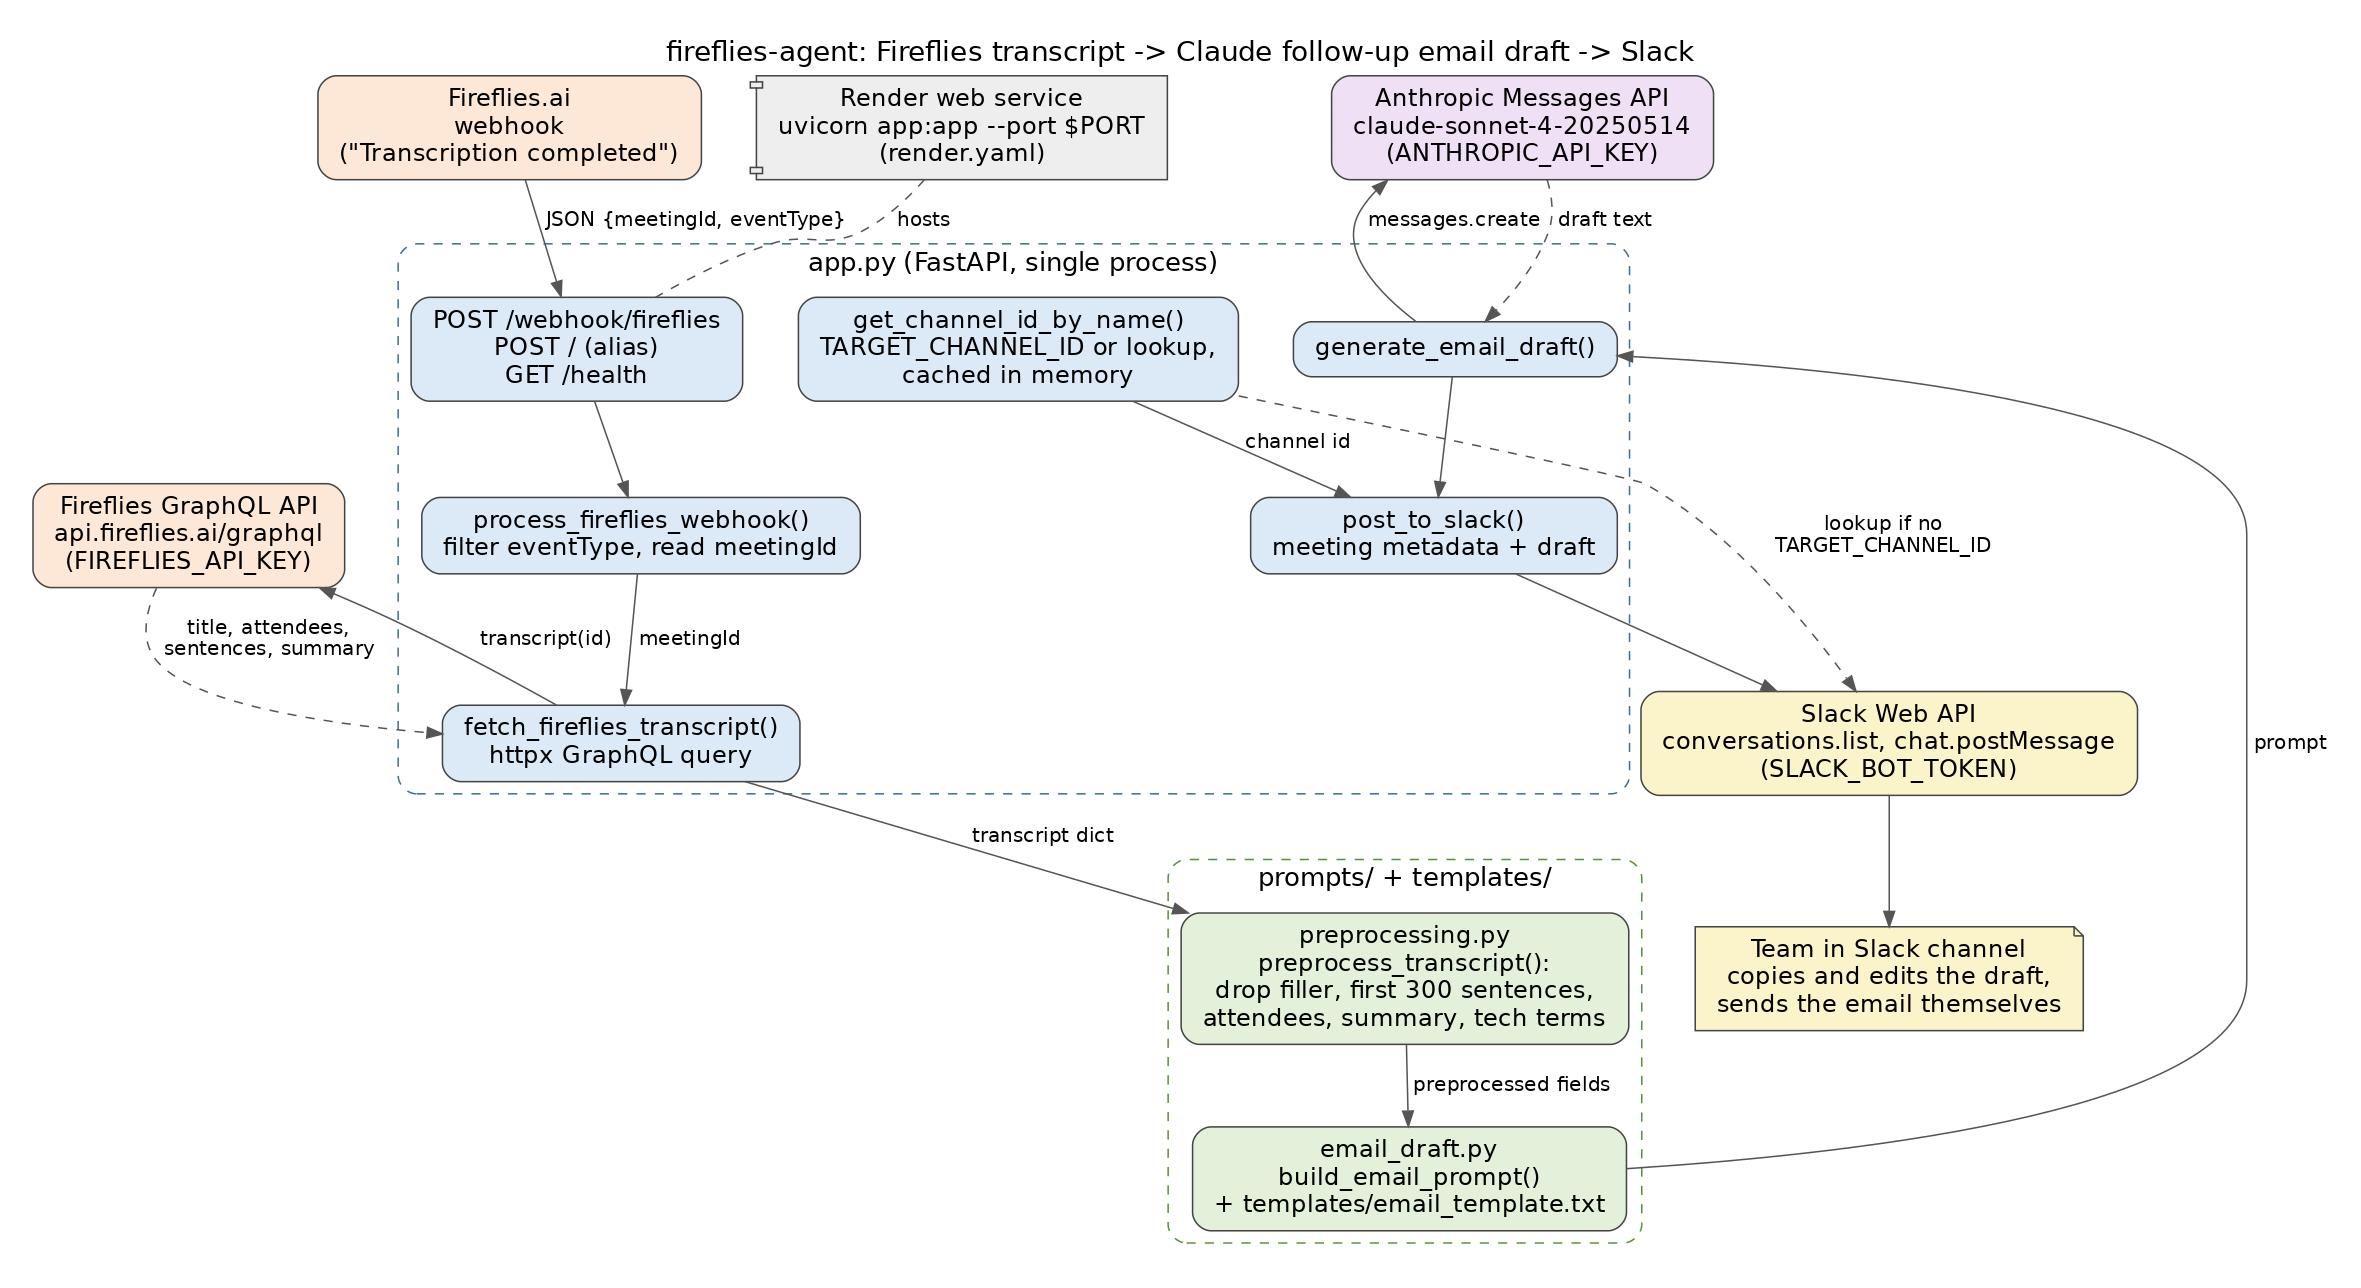 fireflies-agent: Fireflies transcript -> Claude follow-up email draft -> Slack
Fireflies.ai
webhook
("Transcription completed")
Render web service
uvicorn app:app --port $PORT
(render.yaml)
Anthropic Messages API
claude-sonnet-4-20250514
(ANTHROPIC_API_KEY)
JSON {meetingId, eventType}
hosts
messages.create
draft text
app.py (FastAPI, single process)
POST /webhook/fireflies
POST / (alias)
GET /health
get_channel_id_by_name()
TARGET_CHANNEL_ID or lookup,
cached in memory
generate_email_draft()
channel id
Fireflies GraphQL API
api.fireflies.ai/graphql
(FIREFLIES_API_KEY)
process_fireflies_webhook()
filter eventType, read meetingId
post_to_slack()
meeting metadata + draft
lookup if no
TARGET_CHANNEL_ID
title, attendees,
sentences, summary
transcript(id)
meetingId
fetch_fireflies_transcript()
httpx GraphQL query
Slack Web API
conversations.list, chat.postMessage
(SLACK_BOT_TOKEN)
prompt
transcript dict
prompts/ + templates/
preprocessing.py
preprocess_transcript():
drop filler, first 300 sentences,
attendees, summary, tech terms
Team in Slack channel
copies and edits the draft,
sends the email themselves
preprocessed fields
email_draft.py
build_email_prompt()
+ templates/email_template.txt